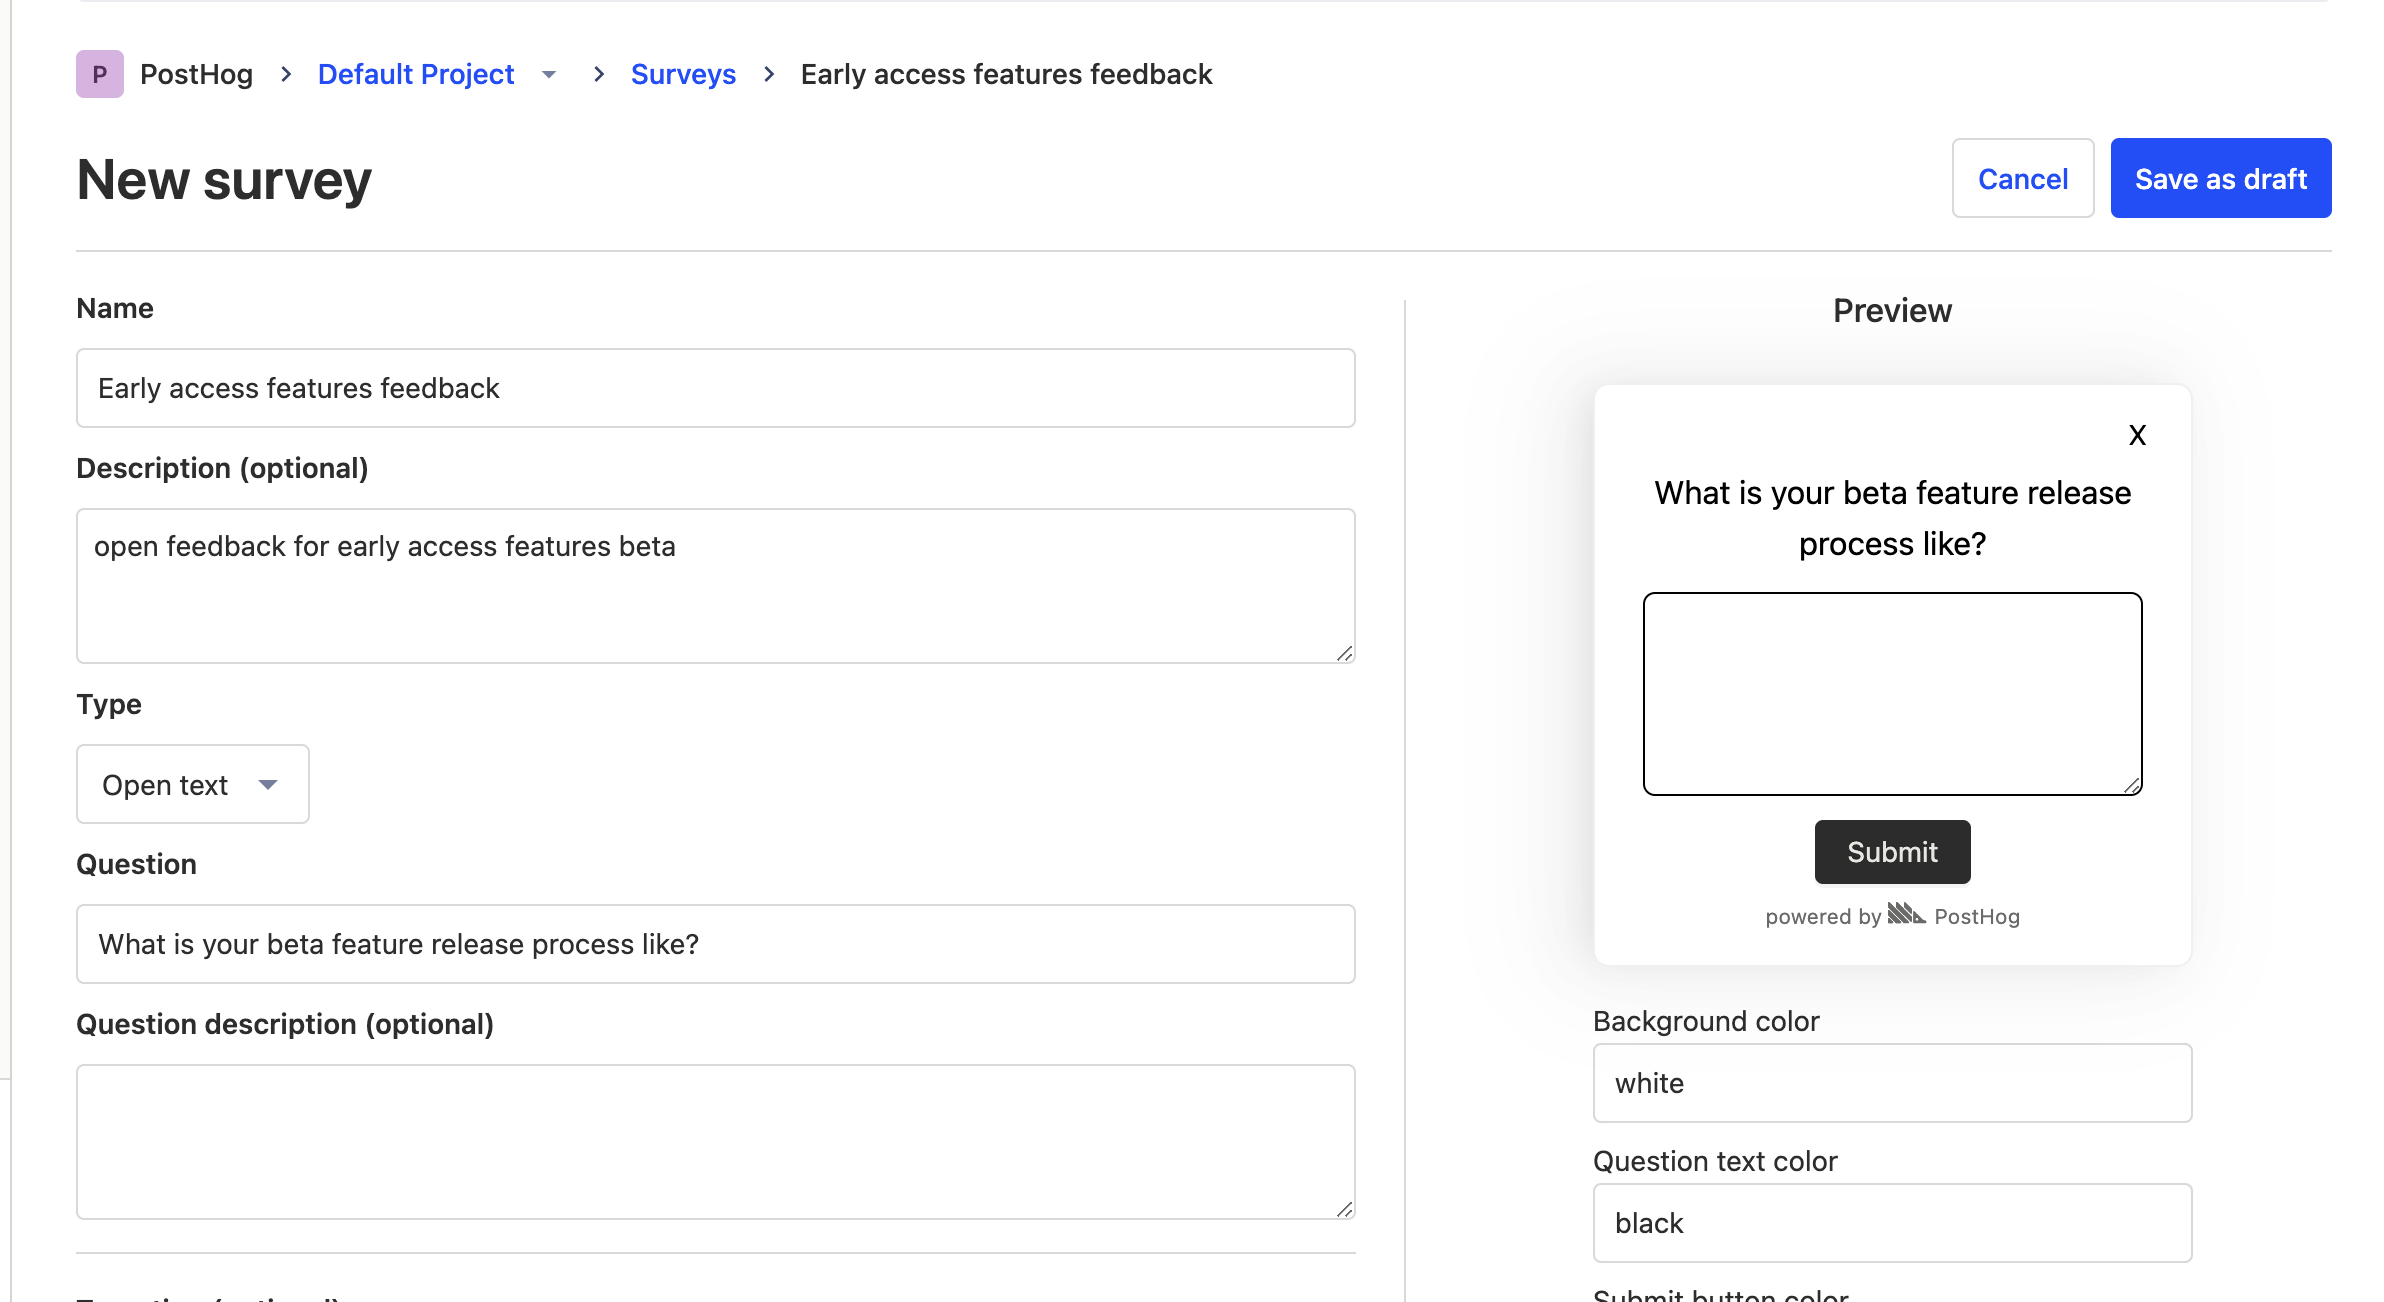 P PostHog > Default Project > Surveys > Early access features feedback
New survey
Cancel
Save as draft
Name
Early access features feedback
Description (optional)
open feedback for early access features beta
Type
Open text
Question
What is your beta feature release process like?
Question description (optional)
Preview
X
What is your beta feature release
process like?
Submit
powered by PostHog
Background color
white
Question text color
black
Submit button color